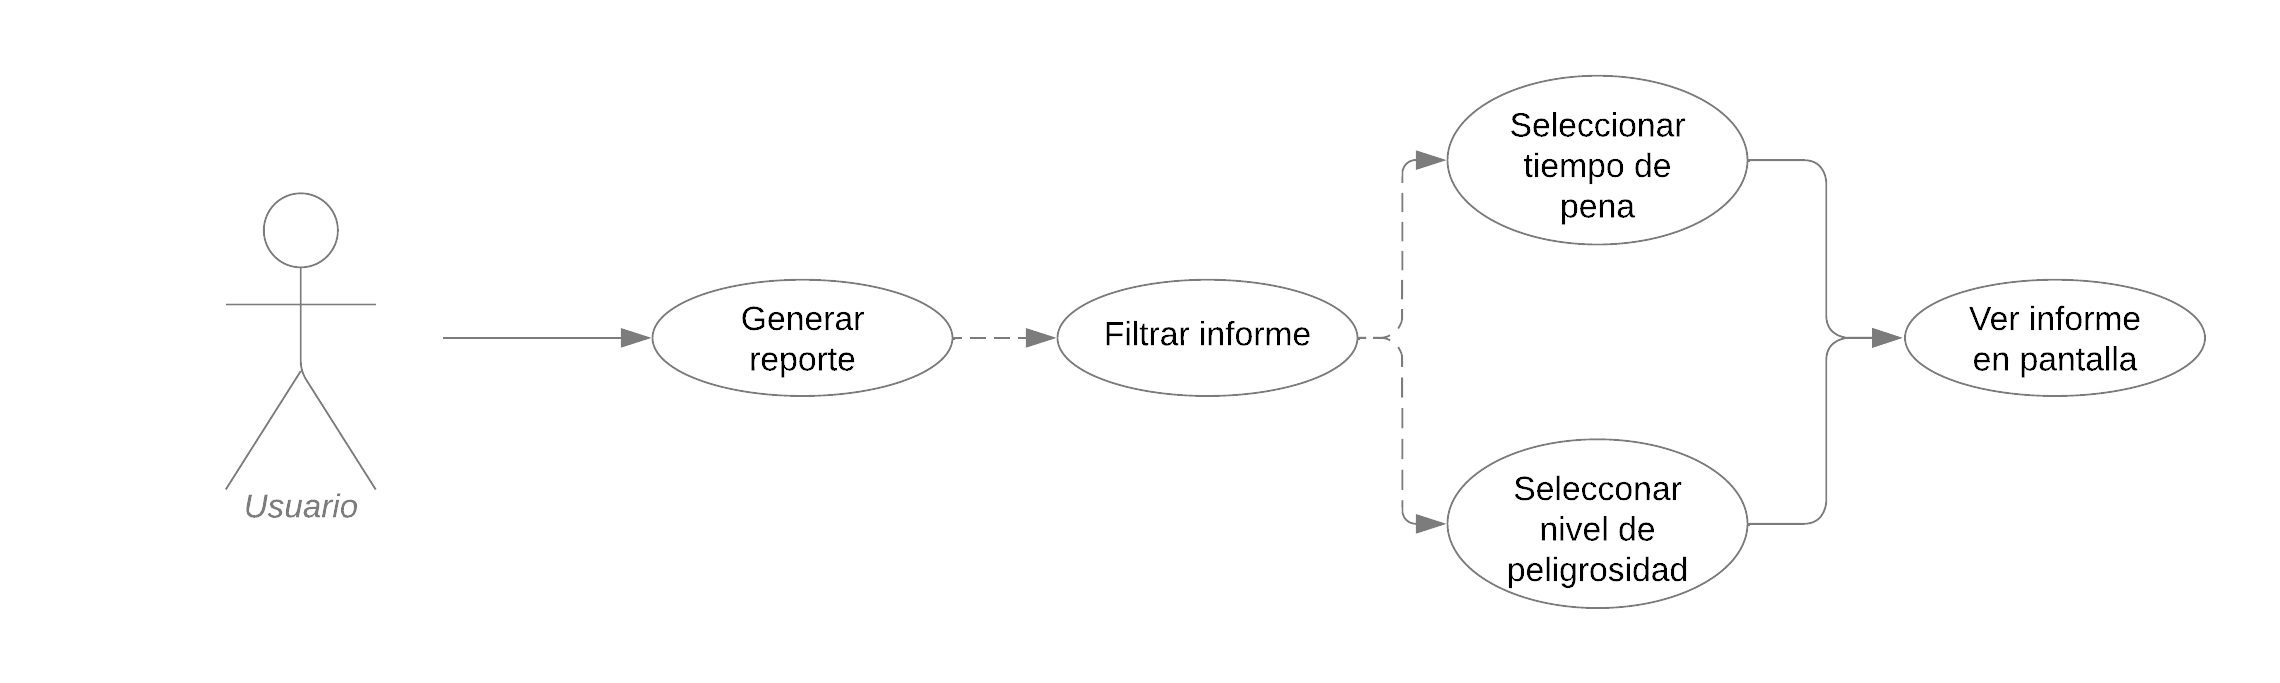 Usuario
Generar
reporte
Filtrar informe
Seleccionar
tiempo de
pena
Selecconar
nivel de
peligrosidad
Ver informe
en pantalla